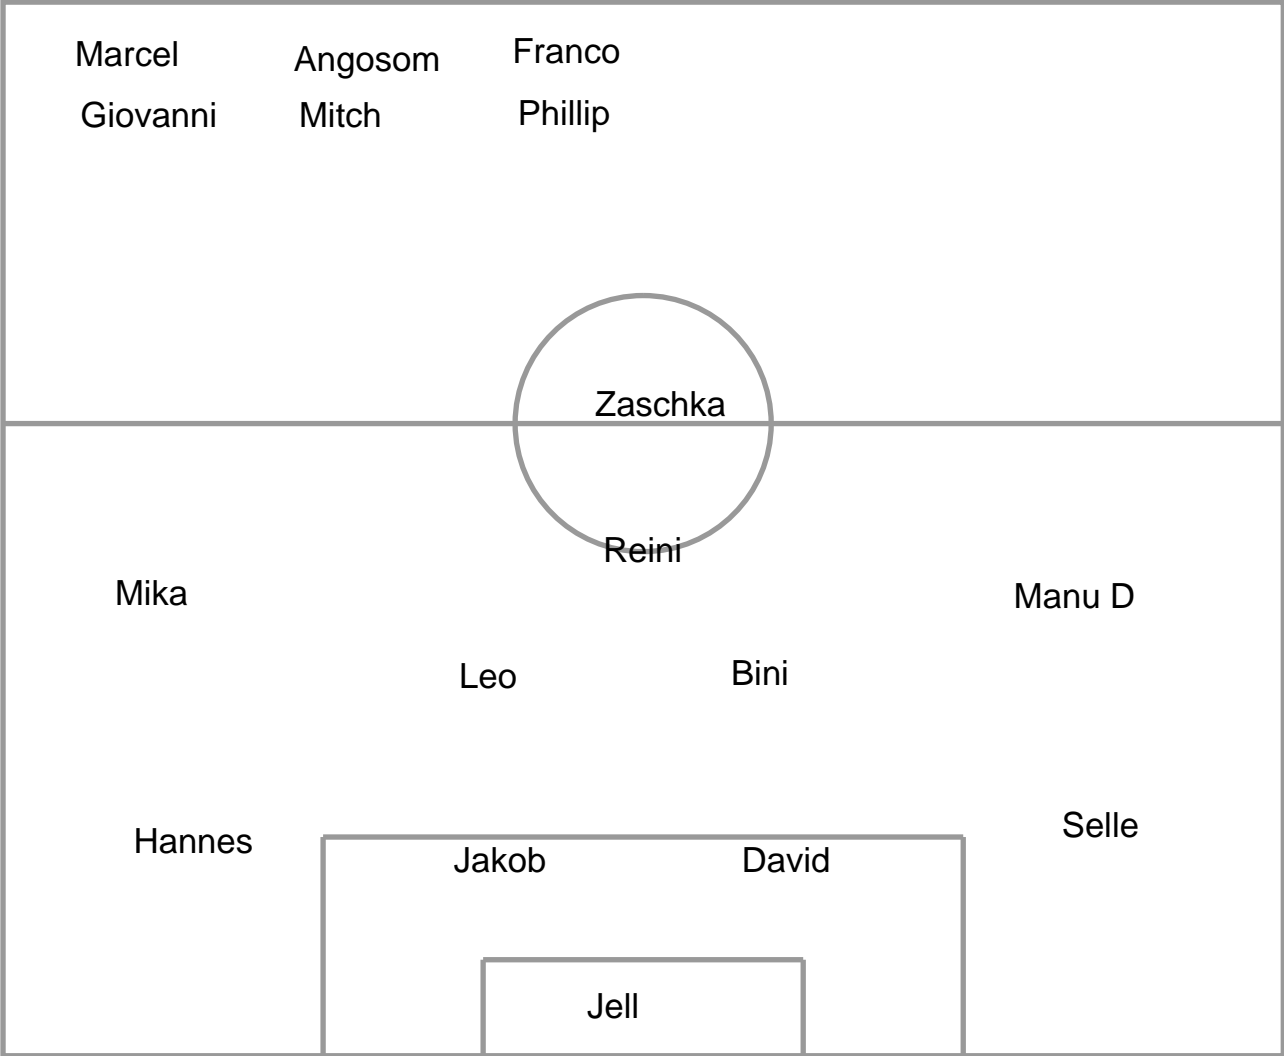 Marcel Angosom Franco
Giovanni Mitch Phillip
Zaschka
Reini
Mika Manu D
Leo Bini
Hannes Selle
Jakob David
Jell